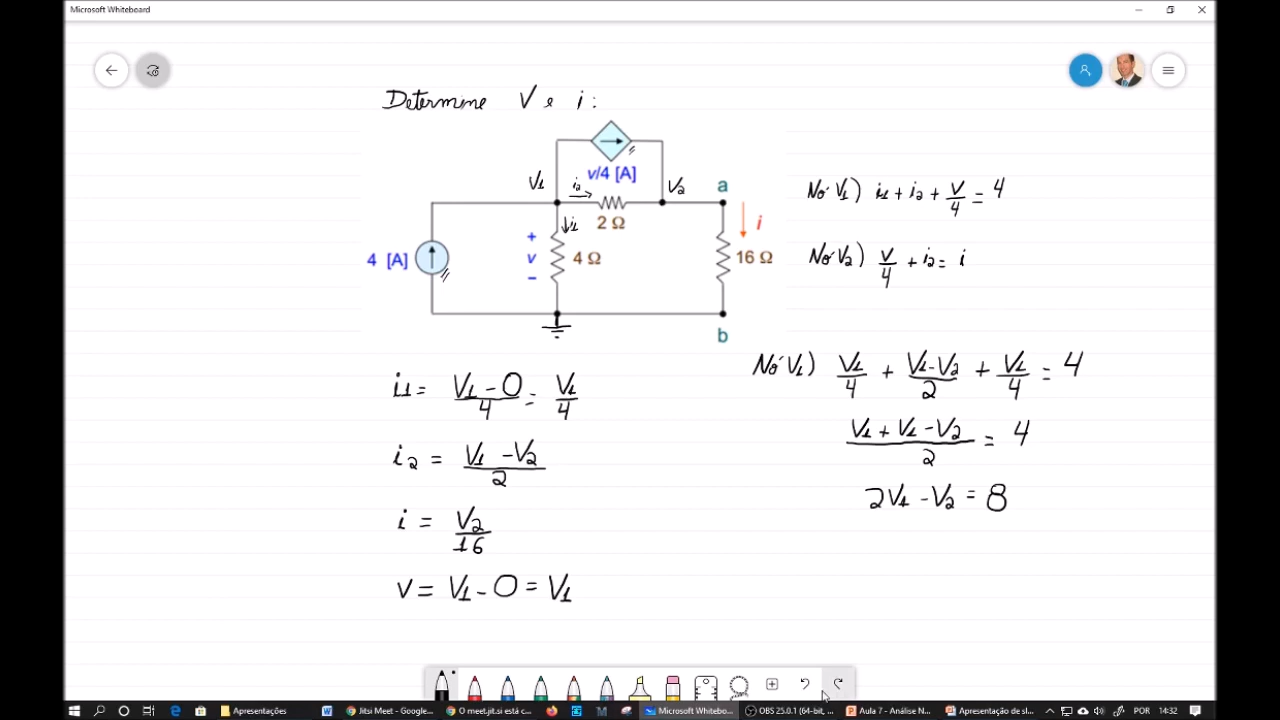 Microsoft Whiteboard
Determine V e i:
v/4 [A]
V1
i2
V2
a
2 Ω
i1
i
4 [A]
+
v
-
4 Ω
16 Ω
b
Nó V1) i1 + i2 + V/4 = 4
Nó V2) V/4 + i2 = i
i1 = (V1 - 0)/4 = V1/4
i2 = (V1 - V2)/2
i = V2/16
V = V1 - 0 = V1
Nó V1) V1/4 + (V1 - V2)/2 + V1/4 = 4
(V1 + V1 - V2)/2 = 4
2V1 - V2 = 8
Apresentações
Jitsi Meet - Google...
O meet.jit.si está c...
Microsoft Whitebo...
OBS 25.0.1 (64-bit, ...
Aula 7 - Análise N...
Apresentação de sl...
POR
14:32